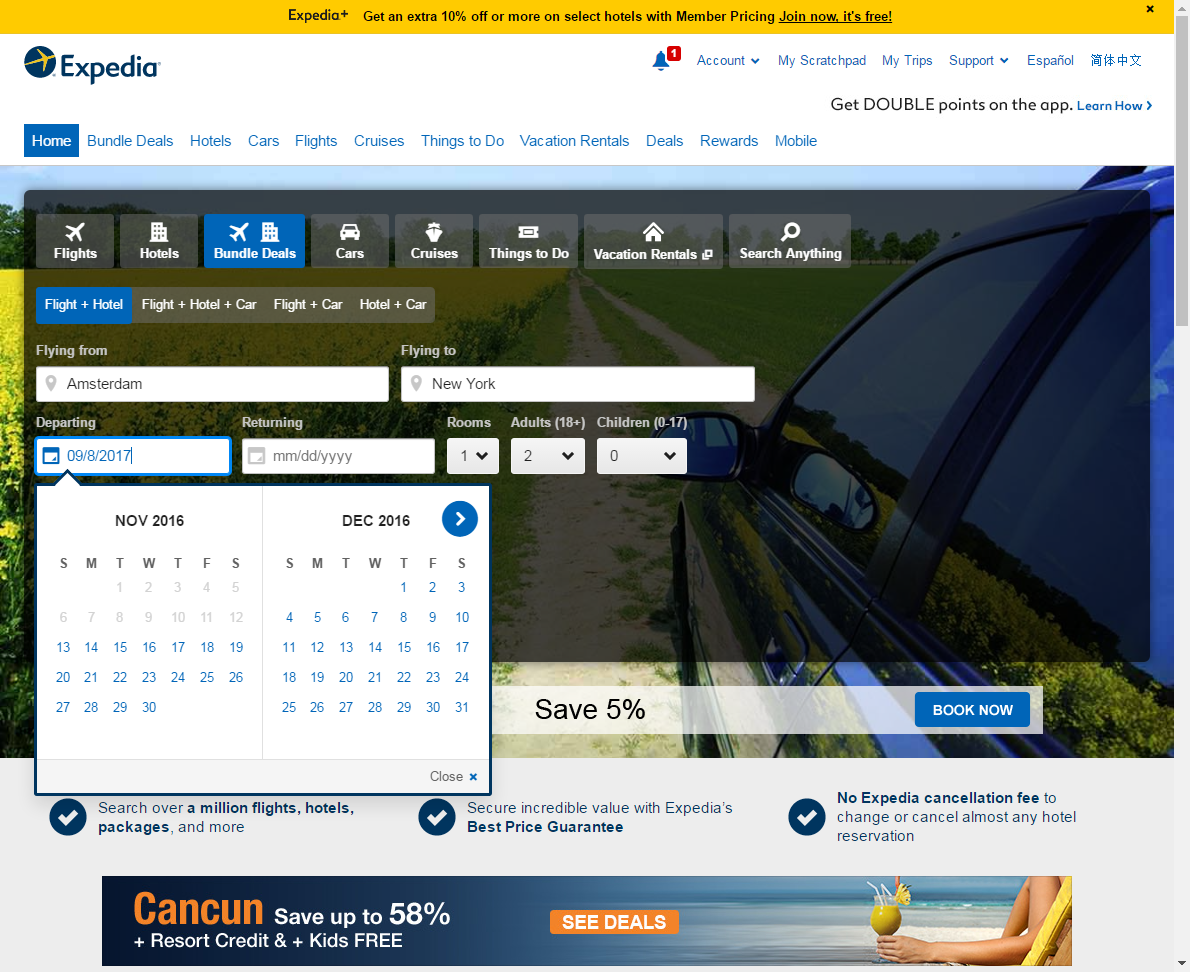 Expedia+ Get an extra 10% off or more on select hotels with Member Pricing Join now, it's free! ×
Expedia
1 Account My Scratchpad My Trips Support Español 简体中文
Get DOUBLE points on the app. Learn How
Home Bundle Deals Hotels Cars Flights Cruises Things to Do Vacation Rentals Deals Rewards Mobile
Flights Hotels Bundle Deals Cars Cruises Things to Do Vacation Rentals Search Anything
Flight + Hotel Flight + Hotel + Car Flight + Car Hotel + Car
Flying from Flying to
Amsterdam New York
Departing Returning Rooms Adults (18+) Children (0-17)
09/8/2017 mm/dd/yyyy 1 2 0
NOV 2016 DEC 2016
S M T W T F S S M T W T F S
1 2 3 4 5 1 2 3
6 7 8 9 10 11 12 4 5 6 7 8 9 10
13 14 15 16 17 18 19 11 12 13 14 15 16 17
20 21 22 23 24 25 26 18 19 20 21 22 23 24
27 28 29 30 25 26 27 28 29 30 31
Save 5% BOOK NOW
Close ×
Search over a million flights, hotels,
packages, and more
Secure incredible value with Expedia's
Best Price Guarantee
No Expedia cancellation fee to
change or cancel almost any hotel
reservation
Cancun Save up to 58%
+ Resort Credit & + Kids FREE
SEE DEALS